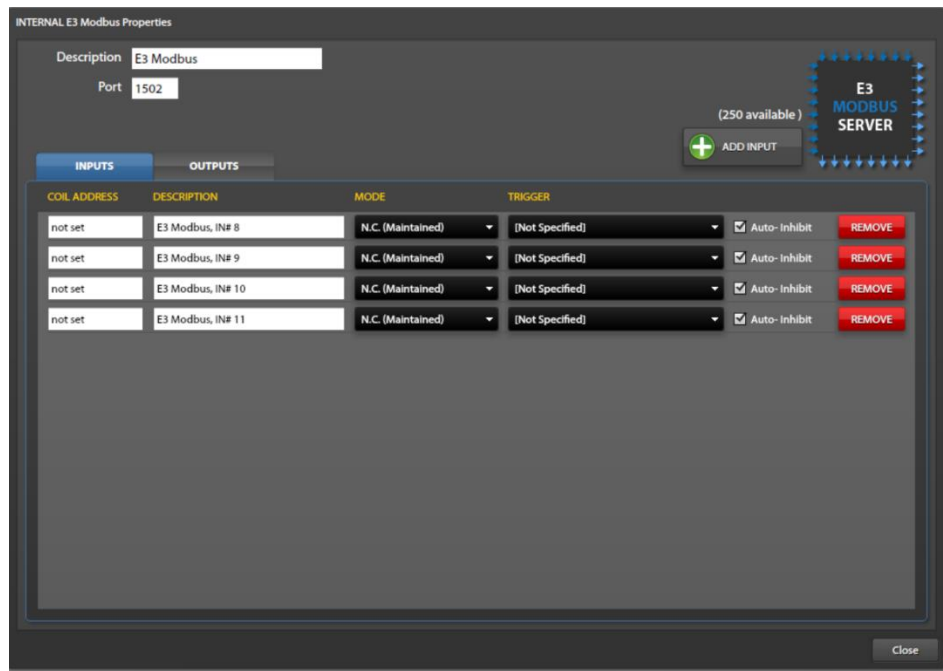 INTERNAL E3 Modbus Properties
Description E3 Modbus
Port 1502
E3
MODBUS
SERVER
(250 available )
ADD INPUT
INPUTS OUTPUTS
COIL ADDRESS DESCRIPTION MODE TRIGGER
not set E3 Modbus, IN# 8 N.C. (Maintained) [Not Specified] Auto- Inhibit REMOVE
not set E3 Modbus, IN# 9 N.C. (Maintained) [Not Specified] Auto- Inhibit REMOVE
not set E3 Modbus, IN# 10 N.C. (Maintained) [Not Specified] Auto- Inhibit REMOVE
not set E3 Modbus, IN# 11 N.C. (Maintained) [Not Specified] Auto- Inhibit REMOVE
Close